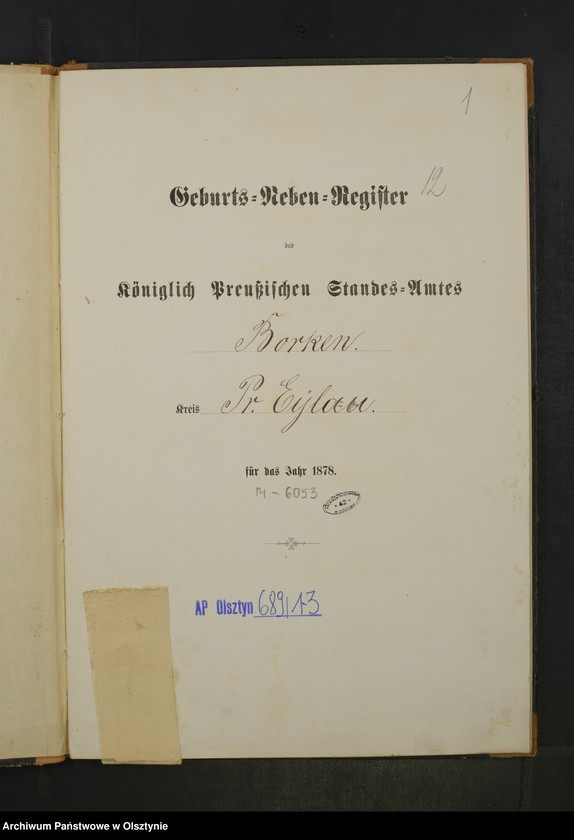 1
12
Geburts-Neben-Register
des
Königlich Preußischen Standes-Amtes
Borken.
Kreis Pr. Eylau.
für das Jahr 1878.
M - 6053
42
AP Olsztyn 689/13
Archiwum Państwowe w Olsztynie